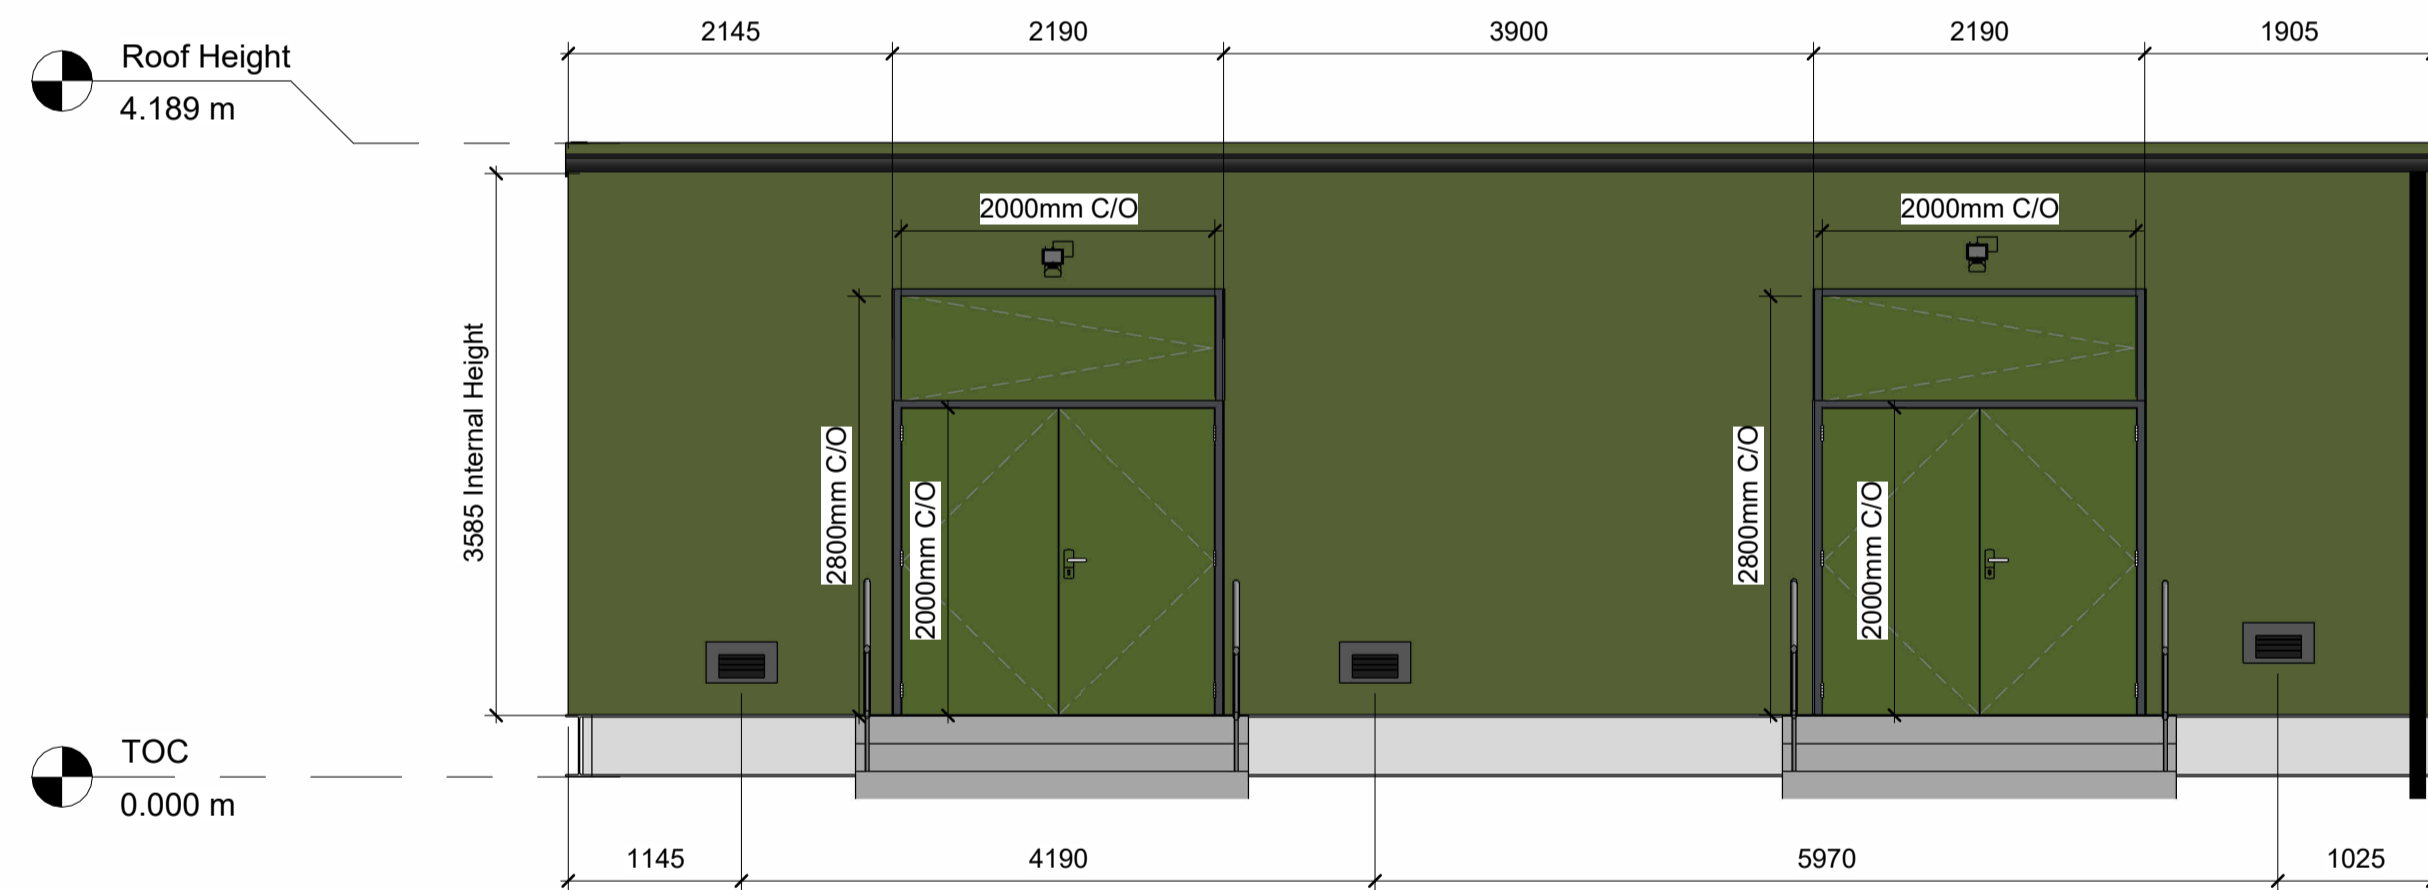 2145
2190
3900
2190
1905
Roof Height
4.189 m
2000mm C/O
2000mm C/O
3585 Internal Height
2800mm C/O
2000mm C/O
2800mm C/O
2000mm C/O
TOC
0.000 m
1145
4190
5970
1025